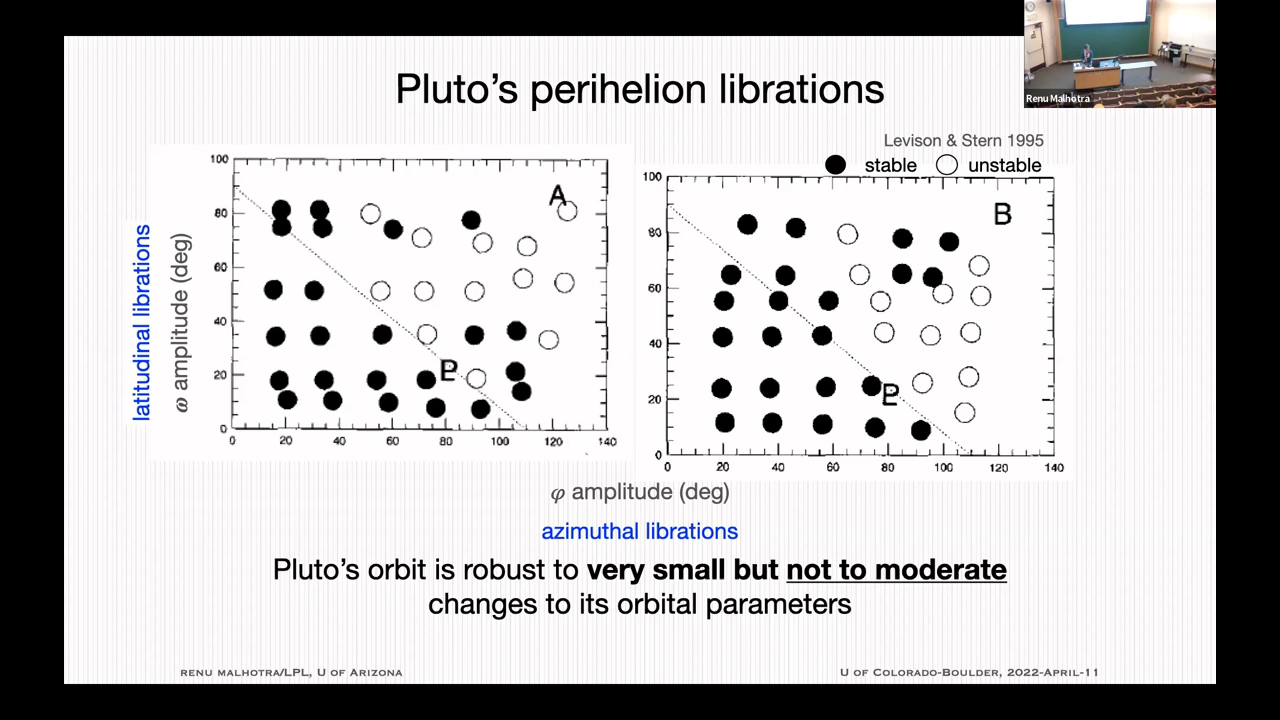 Pluto's perihelion librations
Renu Malhotra
Levison & Stern 1995
stable unstable
latitudinal librations
ω amplitude (deg)
100
80
60
40
20
0
0 20 40 60 80 100 120 140
A
P
100
80
60
40
20
0
0 20 40 60 80 100 120 140
B
P
φ amplitude (deg)
azimuthal librations
Pluto's orbit is robust to very small but not to moderate
changes to its orbital parameters
RENU MALHOTRA/LPL, U OF ARIZONA
U OF COLORADO-BOULDER, 2022-APRIL-11